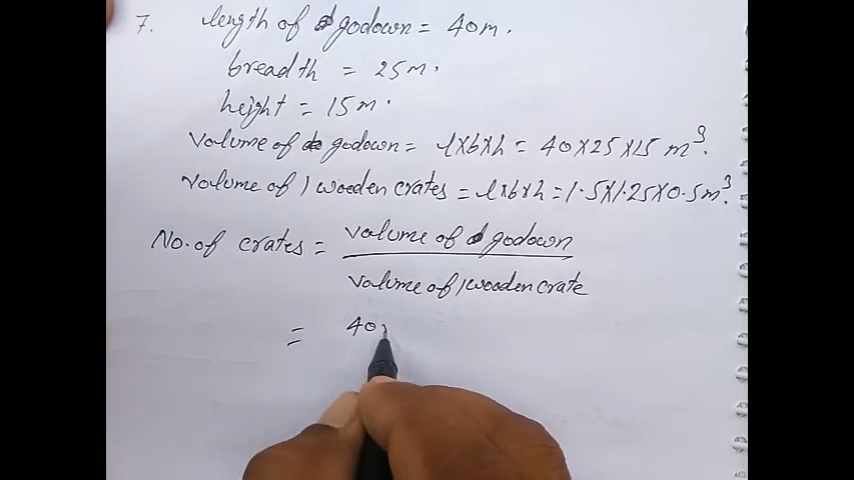 7. length of godown = 40m.
breadth = 25m.
height = 15m.
Volume of godown = l×b×h = 40×25×15 m³.
Volume of 1 wooden crates = l×b×h = 1.5×1.25×0.5m³.
No. of crates = volume of godown
volume of 1 wooden crate
= 40×